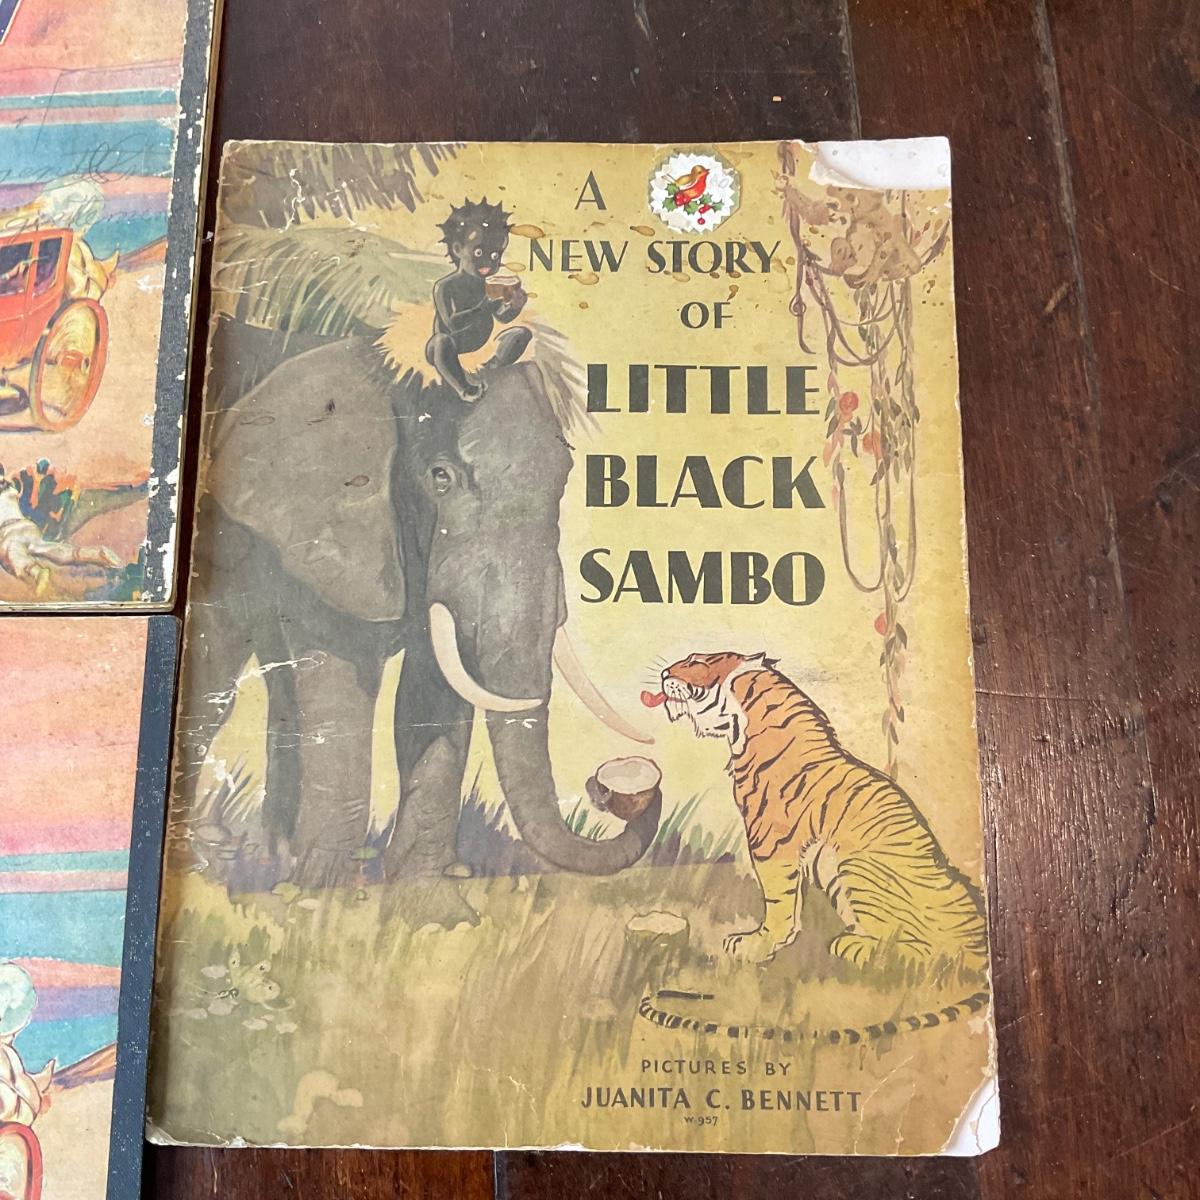 A
NEW STORY
OF
LITTLE
BLACK
SAMBO
PICTURES BY
JUANITA C. BENNETT
W-957